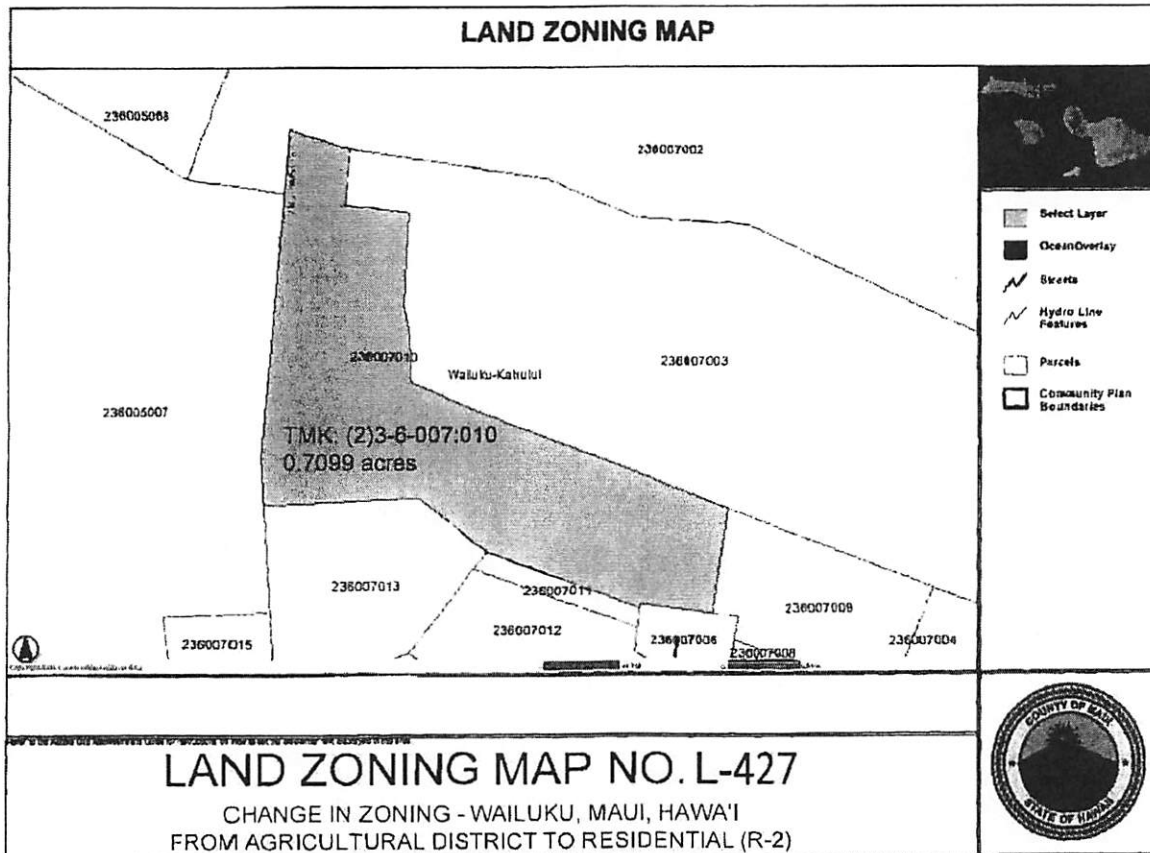 LAND ZONING MAP
236005063
236007002
236007010
Wailuku-Kahului
236007003
236005007
TMK: (2)3-6-007:010
0.7099 acres
236007013
236007011
236007009
236007015
236007012
236007006
236007004
236007008
Select Layer
OceanOverlay
Streets
Hydro Line
Features
Parcels
Community Plan
Boundaries
LAND ZONING MAP NO. L-427
CHANGE IN ZONING - WAILUKU, MAUI, HAWAI'I
FROM AGRICULTURAL DISTRICT TO RESIDENTIAL (R-2)
COUNTY OF MAUI
STATE OF HAWAII